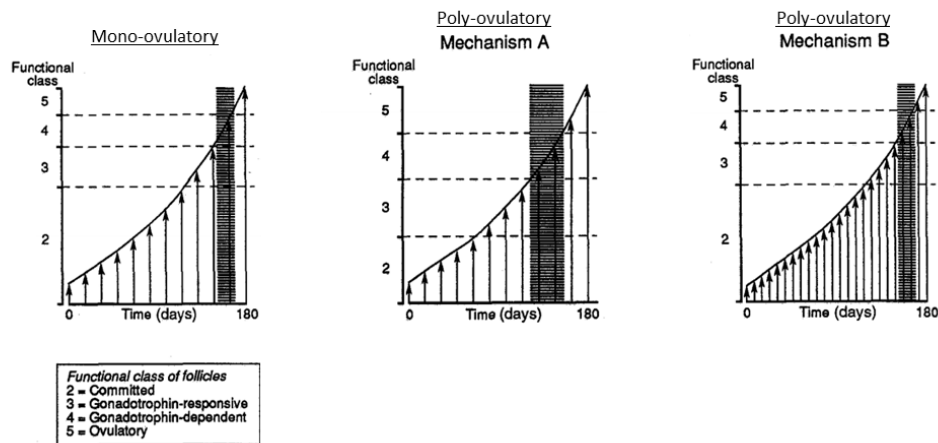 Mono-ovulatory
Functional
class
5
4
3
2
0
Time (days)
180
Poly-ovulatory
Mechanism A
Functional
class
5
4
3
2
0
Time (days)
180
Poly-ovulatory
Mechanism B
Functional
class
5
4
3
2
0
Time (days)
180
Functional class of follicles
2 = Committed
3 = Gonadotrophin-responsive
4 = Gonadotrophin-dependent
5 = Ovulatory